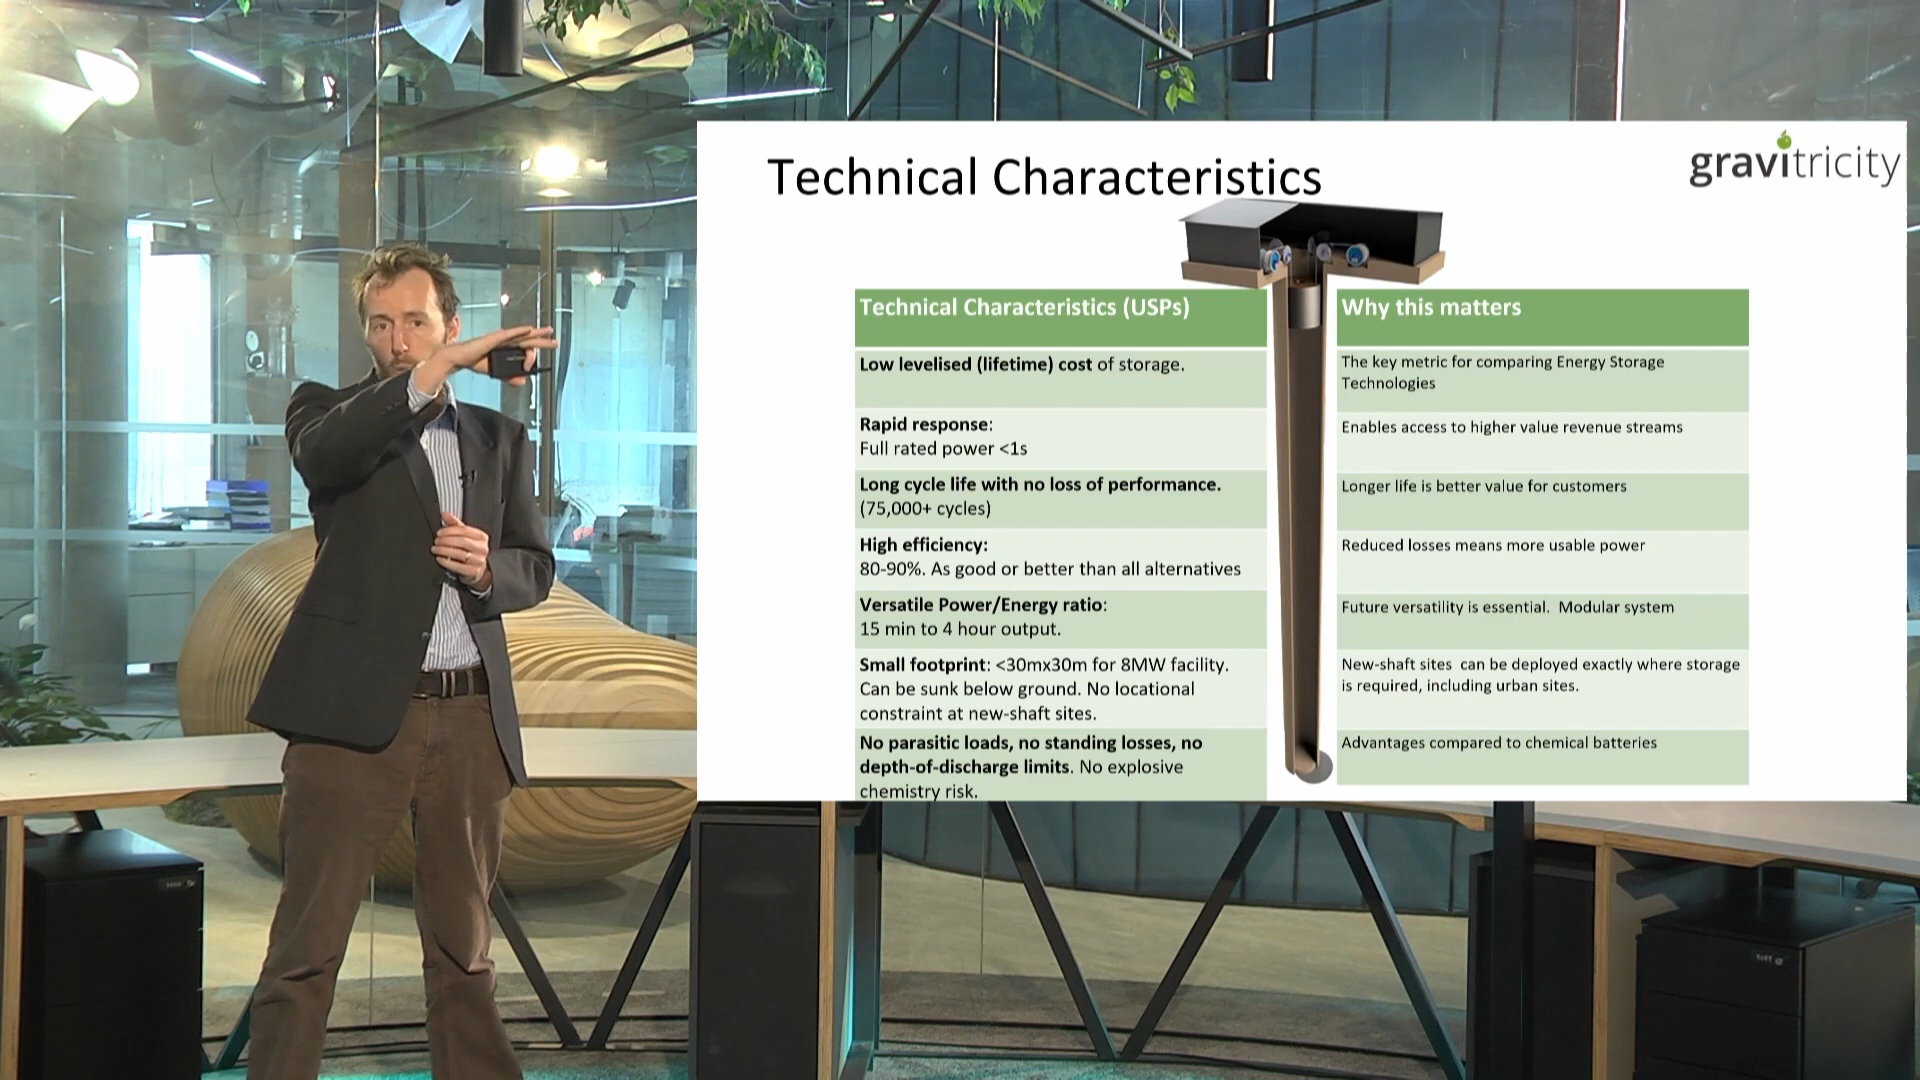 Technical Characteristics
gravitricity
Technical Characteristics (USPs)
Why this matters
Low levelised (lifetime) cost of storage.
The key metric for comparing Energy Storage
Technologies
Rapid response:
Full rated power <1s
Enables access to higher value revenue streams
Long cycle life with no loss of performance.
(75,000+ cycles)
Longer life is better value for customers
High efficiency:
80-90%. As good or better than all alternatives
Reduced losses means more usable power
Versatile Power/Energy ratio:
15 min to 4 hour output.
Future versatility is essential. Modular system
Small footprint: <30mx30m for 8MW facility.
Can be sunk below ground. No locational
constraint at new-shaft sites.
New-shaft sites can be deployed exactly where storage
is required, including urban sites.
No parasitic loads, no standing losses, no
depth-of-discharge limits. No explosive
chemistry risk.
Advantages compared to chemical batteries